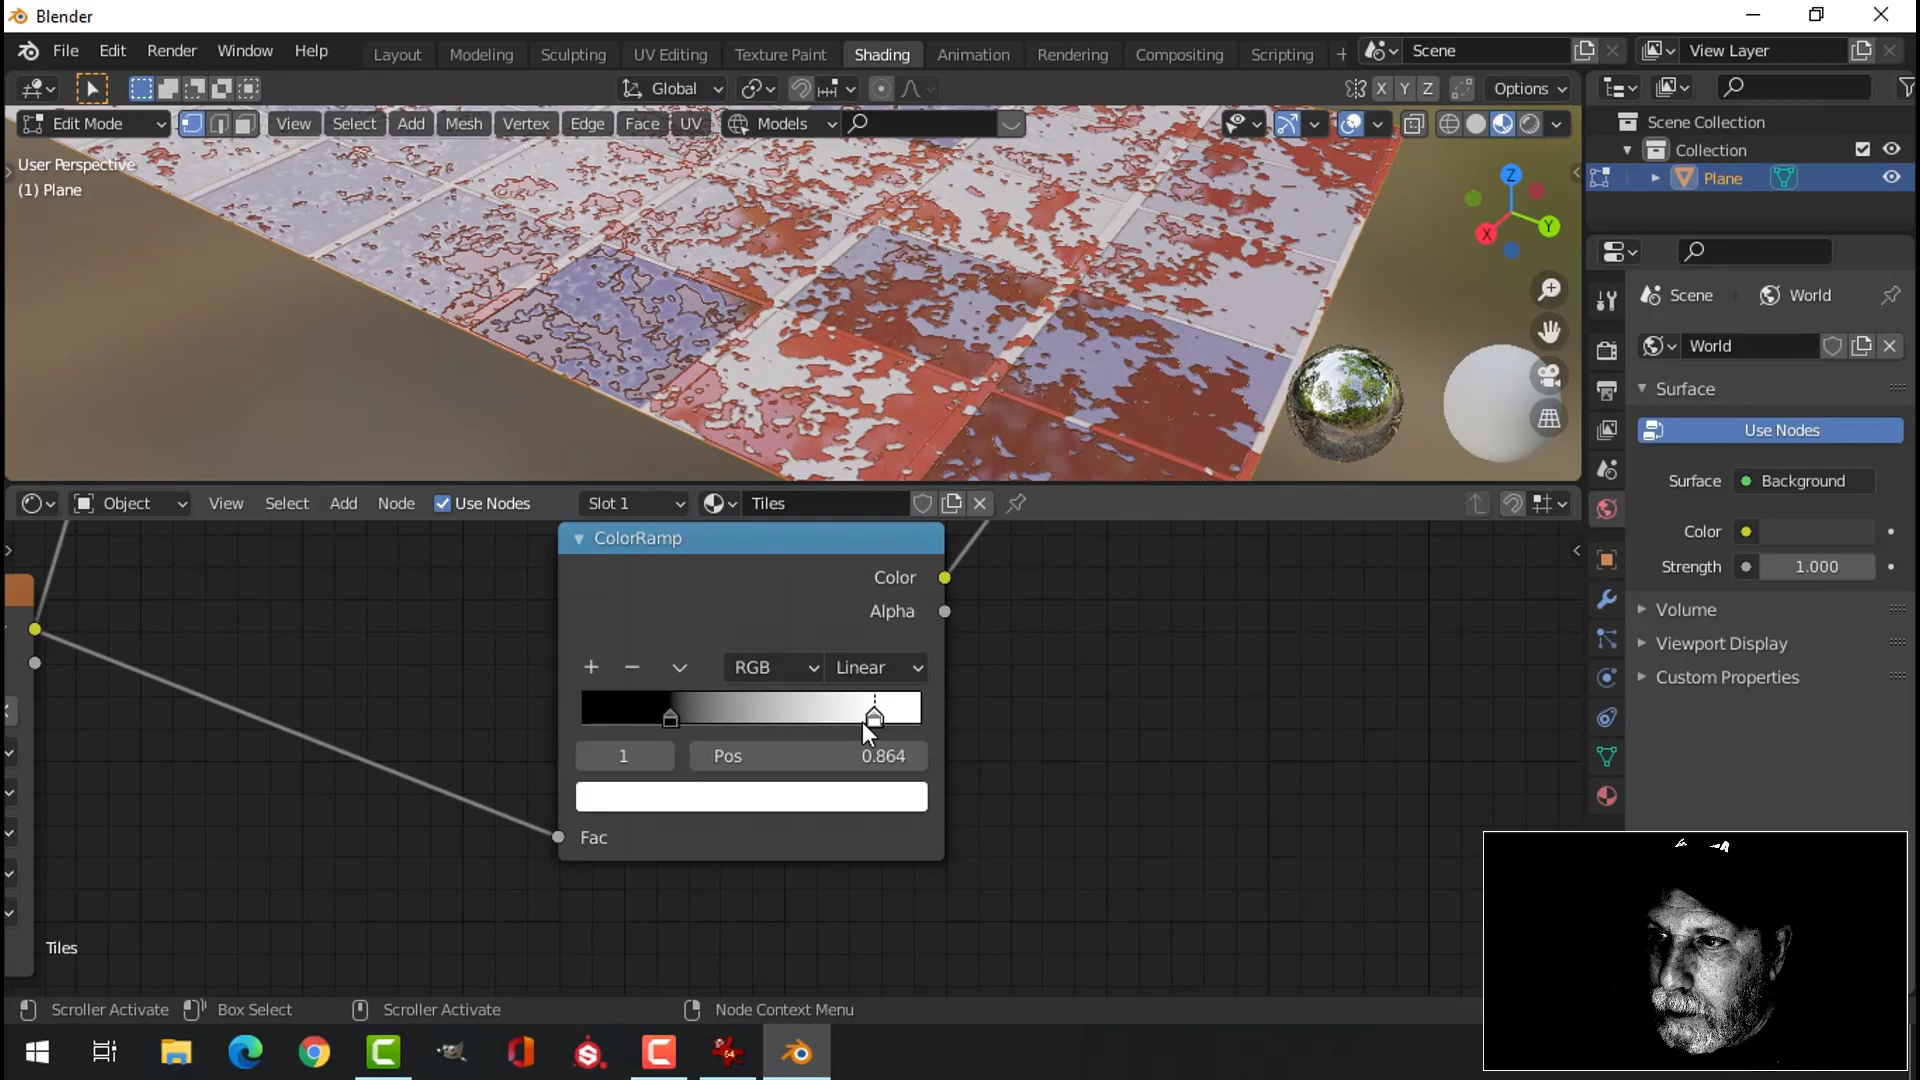 Blender
File Edit Render Window Help Layout Modeling Sculpting UV Editing Texture Paint Shading Animation Rendering Compositing Scripting + Scene View Layer
Global X Y Z Options
Edit Mode View Select Add Mesh Vertex Edge Face UV Models
User Perspective
(1) Plane
Z
Y
X
Scene Collection
Collection
Plane
Scene World
World
Surface
Use Nodes
Surface Background
Color
Strength 1.000
Volume
Viewport Display
Custom Properties
Object View Select Add Node Use Nodes Slot 1 Tiles
ColorRamp
Color
Alpha
+ − RGB Linear
1 Pos 0.864
Fac
Tiles
Scroller Activate Box Select Scroller Activate Node Context Menu